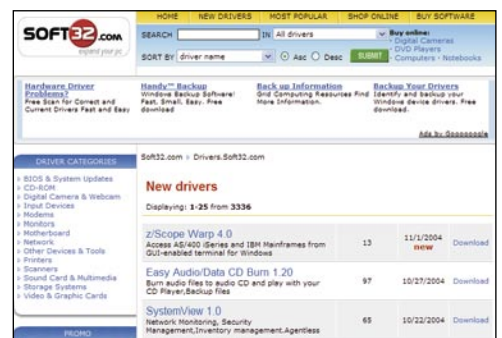 HOME NEW DRIVERS MOST POPULAR SHOP ONLINE BUY SOFTWARE
SOFT32.COM
expand your pc
SEARCH IN All drivers
SORT BY driver name Asc Desc SUBMIT
Buy online:
Digital Cameras
DVD Players
Computers - Notebooks
Hardware Driver
Problems?
Free Scan for Correct and
Current Drivers Fast and Easy
Handy™ Backup
Windows Backup Software!
Fast, Small, Easy. Free
download
Back up Information
Grid Computing Resources Find
More Information.
Backup Your Drivers
Identify and backup your
Windows device drivers. Free
download.
Ads by Goooooogle
DRIVER CATEGORIES
BIOS & System Updates
CD-ROM
Digital Camera & Webcam
Input Devices
Modems
Monitors
Motherboard
Network
Other Devices & Tools
Printers
Scanners
Sound Card & Multimedia
Storage Systems
Video & Graphic Cards
PROMO
Soft32.com › Drivers.Soft32.com
New drivers
Displaying: 1-25 from 3336
z/Scope Warp 4.0
Access AS/400 iSeries and IBM Mainframes from
GUI-enabled terminal for Windows
13 11/1/2004 new Download
Easy Audio/Data CD Burn 1.20
Burn audio files to audio CD and play with your
CD Player,Backup files
97 10/27/2004 Download
SystemView 1.0
Network Monitoring, Security
Management,Inventory management.Agentless
65 10/22/2004 Download